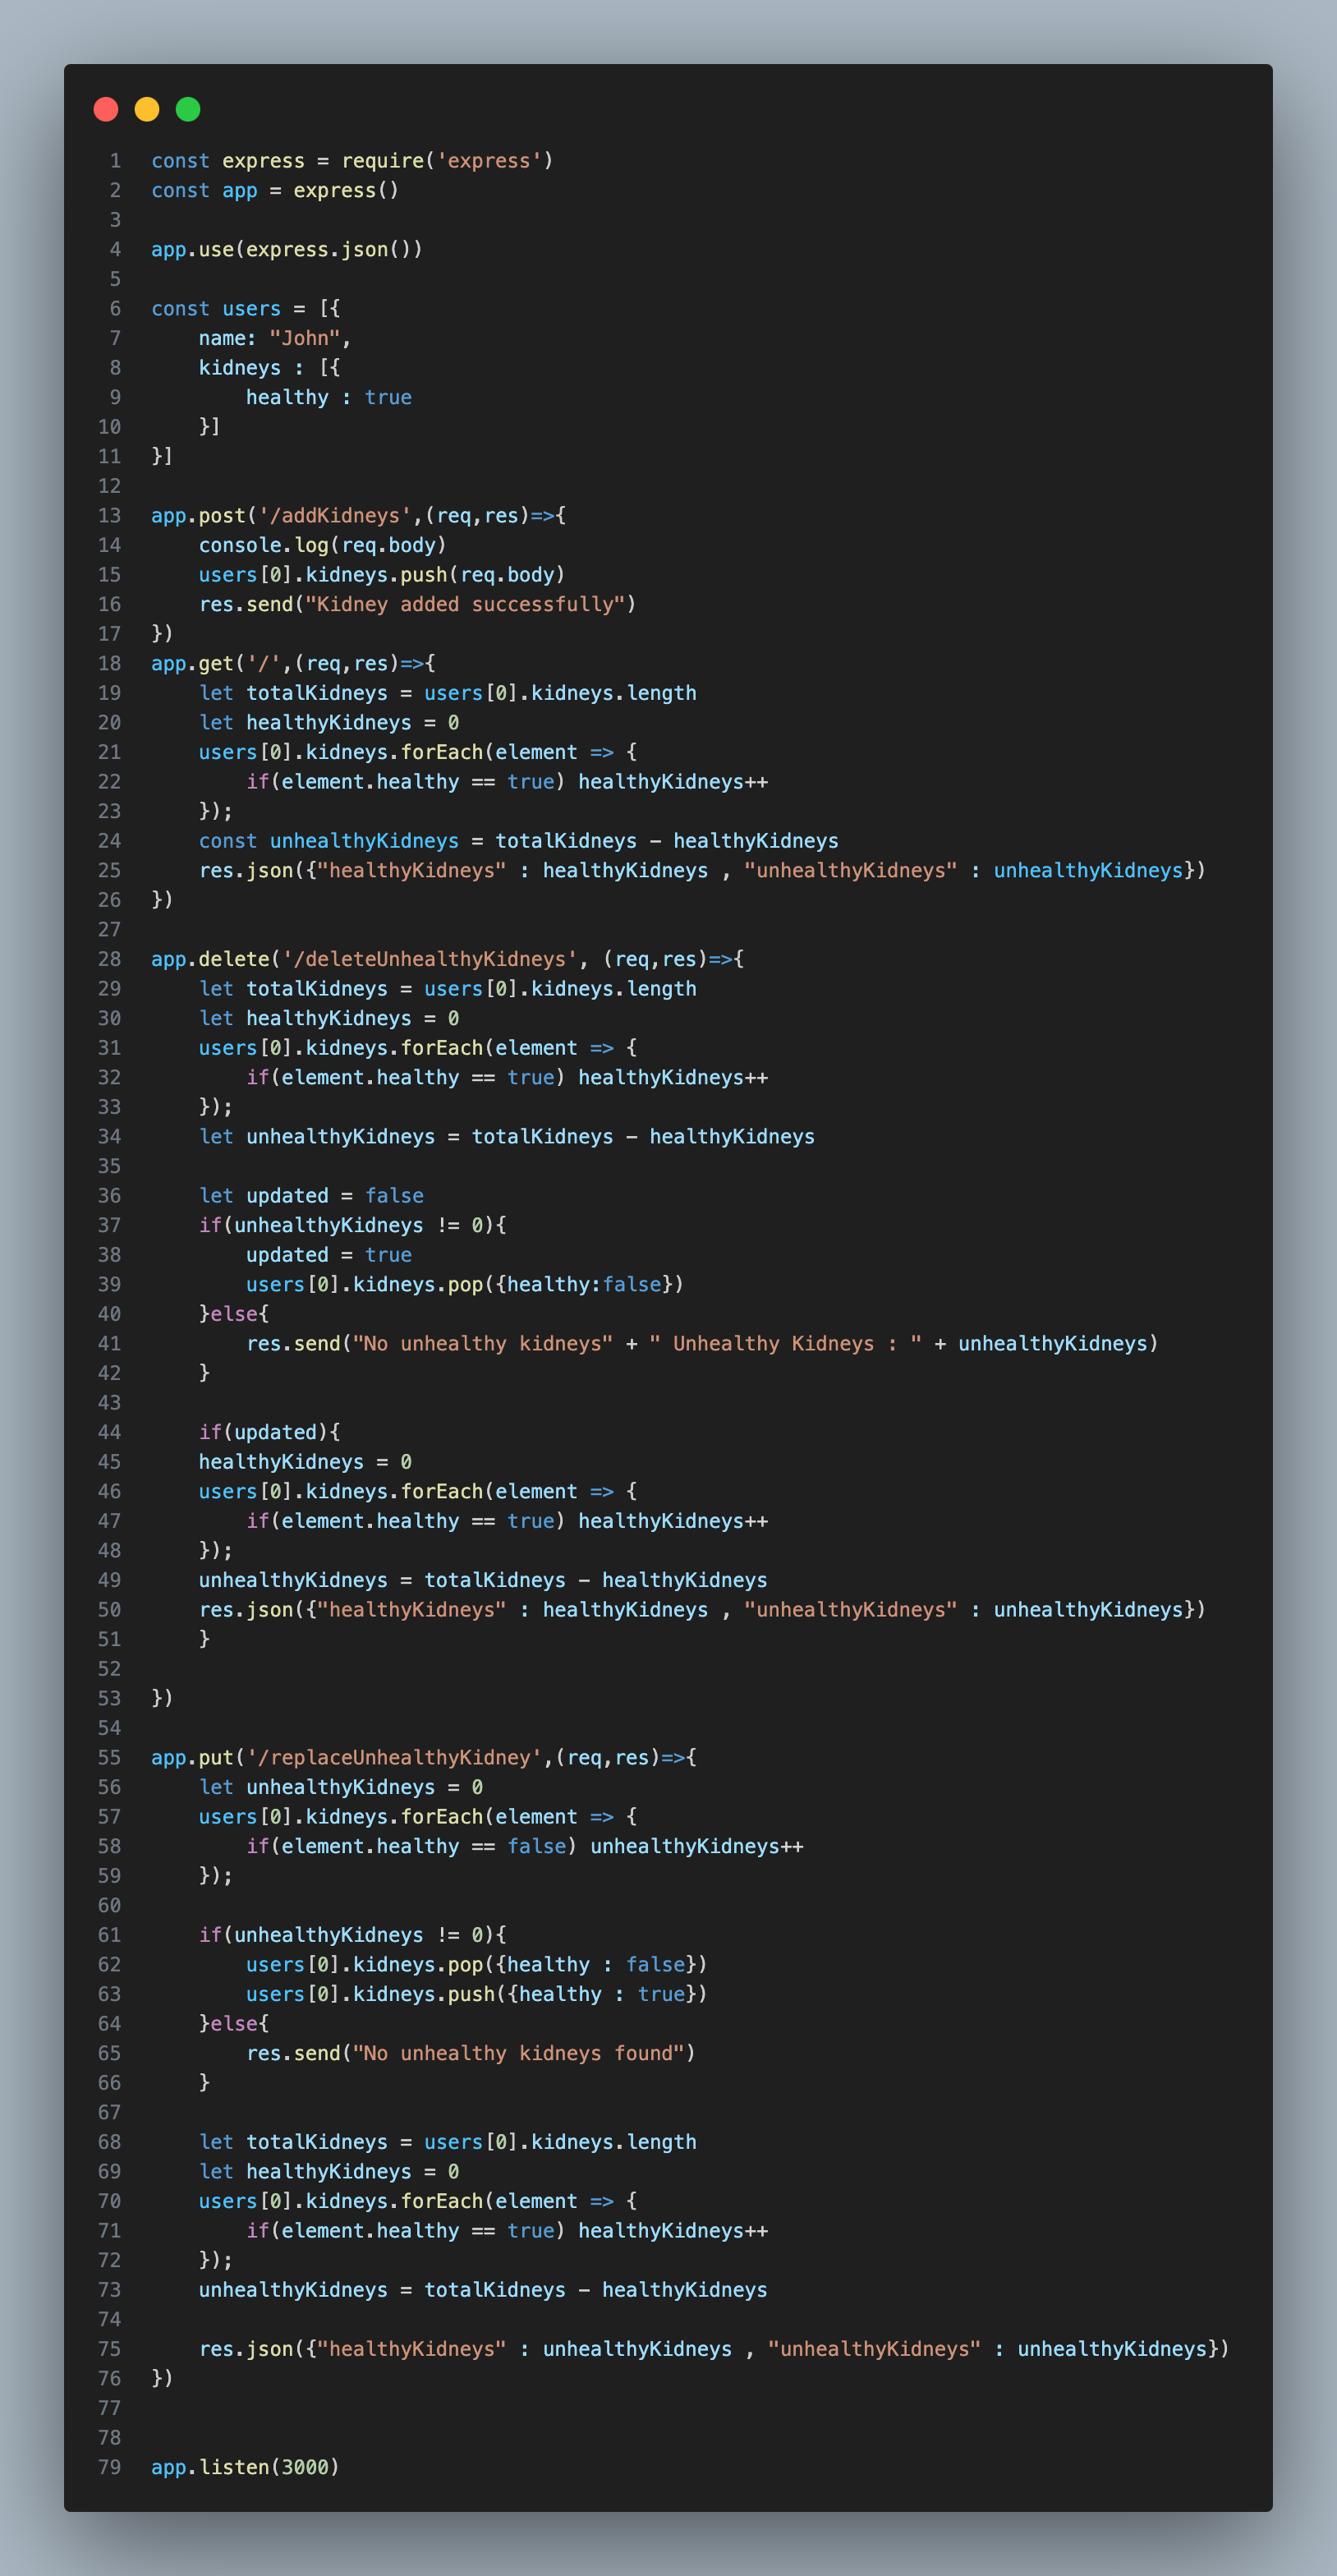 1 const express = require('express')
2 const app = express()
3
4 app.use(express.json())
5
6 const users = [{
7     name: "John",
8     kidneys : [{
9         healthy : true
10     }]
11 }]
12
13 app.post('/addKidneys',(req,res)=>{
14     console.log(req.body)
15     users[0].kidneys.push(req.body)
16     res.send("Kidney added successfully")
17 })
18 app.get('/',(req,res)=>{
19     let totalKidneys = users[0].kidneys.length
20     let healthyKidneys = 0
21     users[0].kidneys.forEach(element => {
22         if(element.healthy == true) healthyKidneys++
23     });
24     const unhealthyKidneys = totalKidneys - healthyKidneys
25     res.json({"healthyKidneys" : healthyKidneys , "unhealthyKidneys" : unhealthyKidneys})
26 })
27
28 app.delete('/deleteUnhealthyKidneys', (req,res)=>{
29     let totalKidneys = users[0].kidneys.length
30     let healthyKidneys = 0
31     users[0].kidneys.forEach(element => {
32         if(element.healthy == true) healthyKidneys++
33     });
34     let unhealthyKidneys = totalKidneys - healthyKidneys
35
36     let updated = false
37     if(unhealthyKidneys != 0){
38         updated = true
39         users[0].kidneys.pop({healthy:false})
40     }else{
41         res.send("No unhealthy kidneys" + " Unhealthy Kidneys : " + unhealthyKidneys)
42     }
43
44     if(updated){
45     healthyKidneys = 0
46     users[0].kidneys.forEach(element => {
47         if(element.healthy == true) healthyKidneys++
48     });
49     unhealthyKidneys = totalKidneys - healthyKidneys
50     res.json({"healthyKidneys" : healthyKidneys , "unhealthyKidneys" : unhealthyKidneys})
51     }
52
53 })
54
55 app.put('/replaceUnhealthyKidney',(req,res)=>{
56     let unhealthyKidneys = 0
57     users[0].kidneys.forEach(element => {
58         if(element.healthy == false) unhealthyKidneys++
59     });
60
61     if(unhealthyKidneys != 0){
62         users[0].kidneys.pop({healthy : false})
63         users[0].kidneys.push({healthy : true})
64     }else{
65         res.send("No unhealthy kidneys found")
66     }
67
68     let totalKidneys = users[0].kidneys.length
69     let healthyKidneys = 0
70     users[0].kidneys.forEach(element => {
71         if(element.healthy == true) healthyKidneys++
72     });
73     unhealthyKidneys = totalKidneys - healthyKidneys
74
75     res.json({"healthyKidneys" : unhealthyKidneys , "unhealthyKidneys" : unhealthyKidneys})
76 })
77
78
79 app.listen(3000)